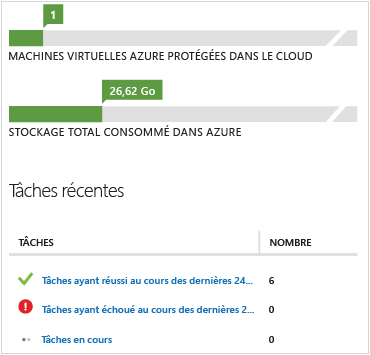 1
MACHINES VIRTUELLES AZURE PROTÉGÉES DANS LE CLOUD
26,62 Go
STOCKAGE TOTAL CONSOMMÉ DANS AZURE
Tâches récentes
TÂCHES NOMBRE
Tâches ayant réussi au cours des dernières 24... 6
Tâches ayant échoué au cours des dernières 2... 0
Tâches en cours 0